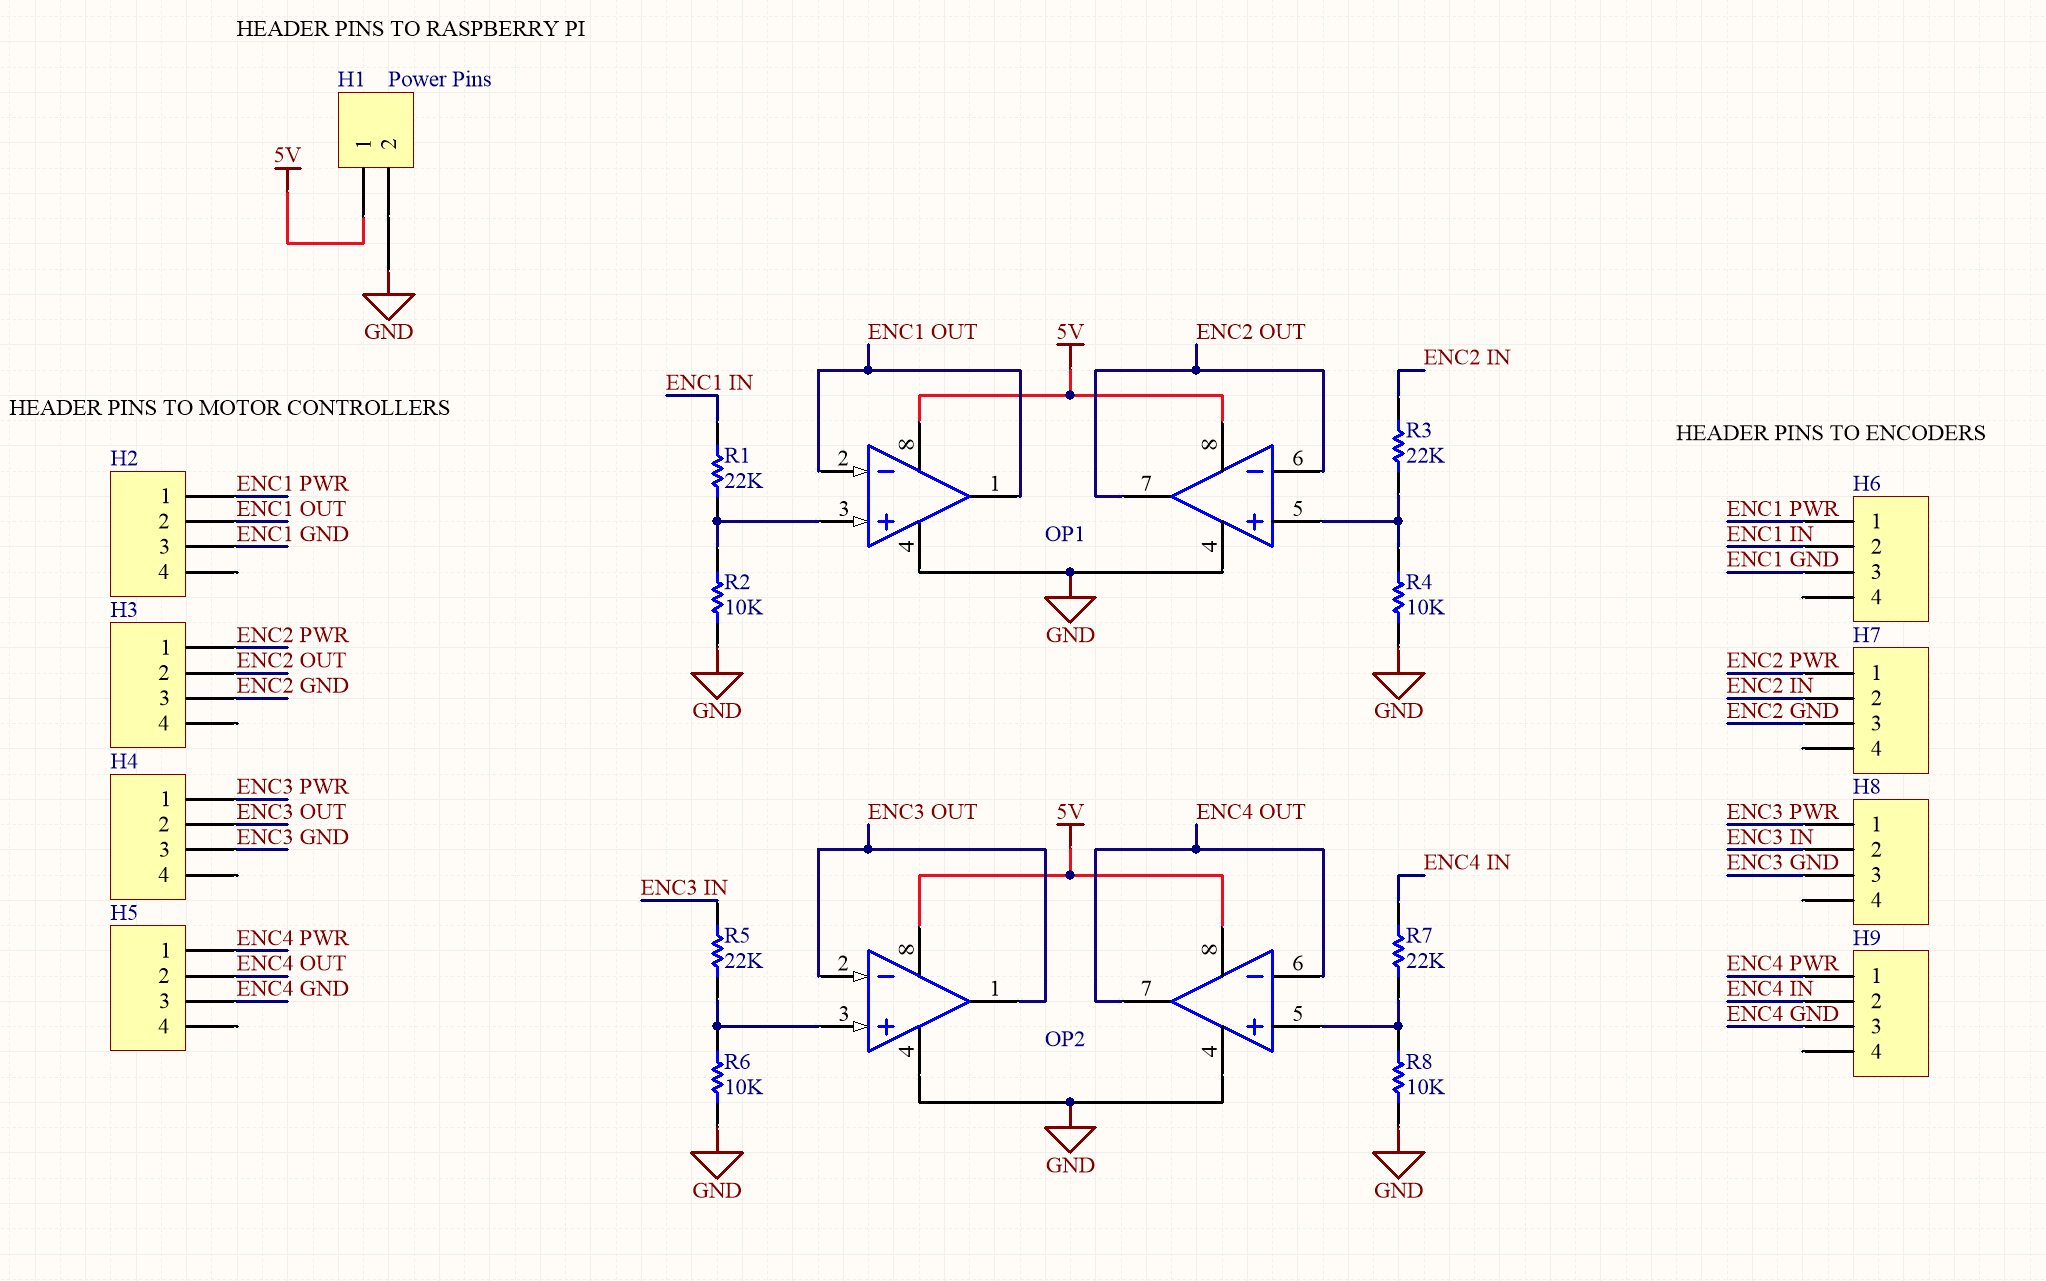 HEADER PINS TO RASPBERRY PI
H1 Power Pins
1 2
5V
GND
HEADER PINS TO MOTOR CONTROLLERS
H2
1 ENC1 PWR
2 ENC1 OUT
3 ENC1 GND
4
H3
1 ENC2 PWR
2 ENC2 OUT
3 ENC2 GND
4
H4
1 ENC3 PWR
2 ENC3 OUT
3 ENC3 GND
4
H5
1 ENC4 PWR
2 ENC4 OUT
3 ENC4 GND
4
ENC1 OUT 5V ENC2 OUT
ENC1 IN
ENC2 IN
R1
22K
R2
10K
GND
2 8 1
3 4
OP1
GND
7 8 6
4 5
R3
22K
R4
10K
GND
ENC3 OUT 5V ENC4 OUT
ENC3 IN
ENC4 IN
R5
22K
R6
10K
GND
2 8 1
3 4
OP2
GND
7 8 6
4 5
R7
22K
R8
10K
GND
HEADER PINS TO ENCODERS
H6
ENC1 PWR 1
ENC1 IN 2
ENC1 GND 3
4
H7
ENC2 PWR 1
ENC2 IN 2
ENC2 GND 3
4
H8
ENC3 PWR 1
ENC3 IN 2
ENC3 GND 3
4
H9
ENC4 PWR 1
ENC4 IN 2
ENC4 GND 3
4